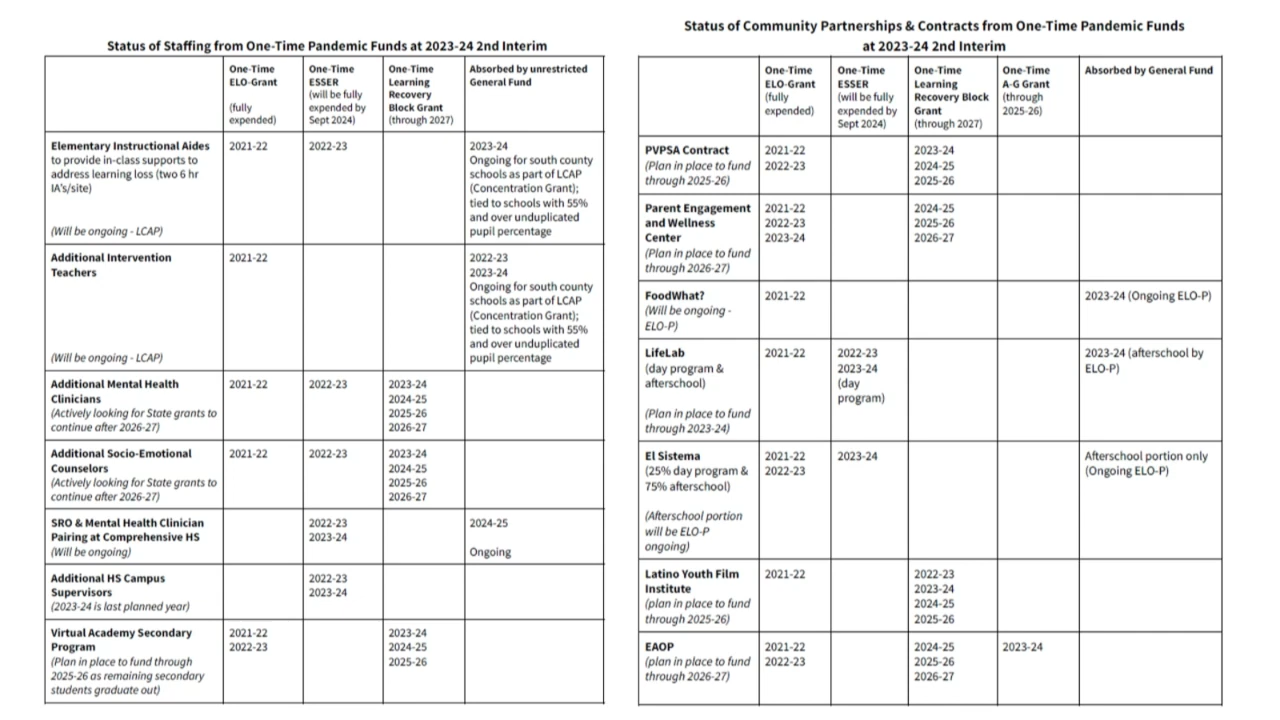 Status of Staffing from One-Time Pandemic Funds at 2023-24 2nd Interim
One-Time
ELO-Grant
(fully
expended)
One-Time
ESSER
(will be fully
expended by
Sept 2024)
One-Time
Learning
Recovery
Block Grant
(through 2027)
Absorbed by unrestricted
General Fund
Elementary Instructional Aides
to provide in-class supports to
address learning loss (two 6 hr
IA's/site)
(Will be ongoing - LCAP)
2021-22
2022-23
2023-24
Ongoing for south county
schools as part of LCAP
(Concentration Grant);
tied to schools with 55%
and over unduplicated
pupil percentage
Additional Intervention
Teachers
(Will be ongoing - LCAP)
2021-22
2022-23
2023-24
Ongoing for south county
schools as part of LCAP
(Concentration Grant);
tied to schools with 55%
and over unduplicated
pupil percentage
Additional Mental Health
Clinicians
(Actively looking for State grants to
continue after 2026-27)
2021-22
2022-23
2023-24
2024-25
2025-26
2026-27
Additional Socio-Emotional
Counselors
(Actively looking for State grants to
continue after 2026-27)
2021-22
2022-23
2023-24
2024-25
2025-26
2026-27
SRO & Mental Health Clinician
Pairing at Comprehensive HS
(Will be ongoing)
2022-23
2023-24
2024-25
Ongoing
Additional HS Campus
Supervisors
(2023-24 is last planned year)
2022-23
2023-24
Virtual Academy Secondary
Program
(Plan in place to fund through
2025-26 as remaining secondary
students graduate out)
2021-22
2022-23
2023-24
2024-25
2025-26
Status of Community Partnerships & Contracts from One-Time Pandemic Funds
at 2023-24 2nd Interim
One-Time
ELO-Grant
(fully
expended)
One-Time
ESSER
(will be fully
expended by
Sept 2024)
One-Time
Learning
Recovery Block
Grant
(through 2027)
One-Time
A-G Grant
(through
2025-26)
Absorbed by General Fund
PVPSA Contract
(Plan in place to fund
through 2025-26)
2021-22
2022-23
2023-24
2024-25
2025-26
Parent Engagement
and Wellness
Center
(Plan in place to fund
through 2026-27)
2021-22
2022-23
2023-24
2024-25
2025-26
2026-27
FoodWhat?
(Will be ongoing -
ELO-P)
2021-22
2023-24 (Ongoing ELO-P)
LifeLab
(day program &
afterschool)
(Plan in place to fund
through 2023-24)
2021-22
2022-23
2023-24
(day
program)
2023-24 (afterschool by
ELO-P)
El Sistema
(25% day program &
75% afterschool)
(Afterschool portion
will be ELO-P
ongoing)
2021-22
2022-23
2023-24
Afterschool portion only
(Ongoing ELO-P)
Latino Youth Film
Institute
(plan in place to fund
through 2025-26)
2021-22
2022-23
2023-24
2024-25
2025-26
EAOP
(plan in place to fund
through 2026-27)
2021-22
2022-23
2024-25
2025-26
2026-27
2023-24